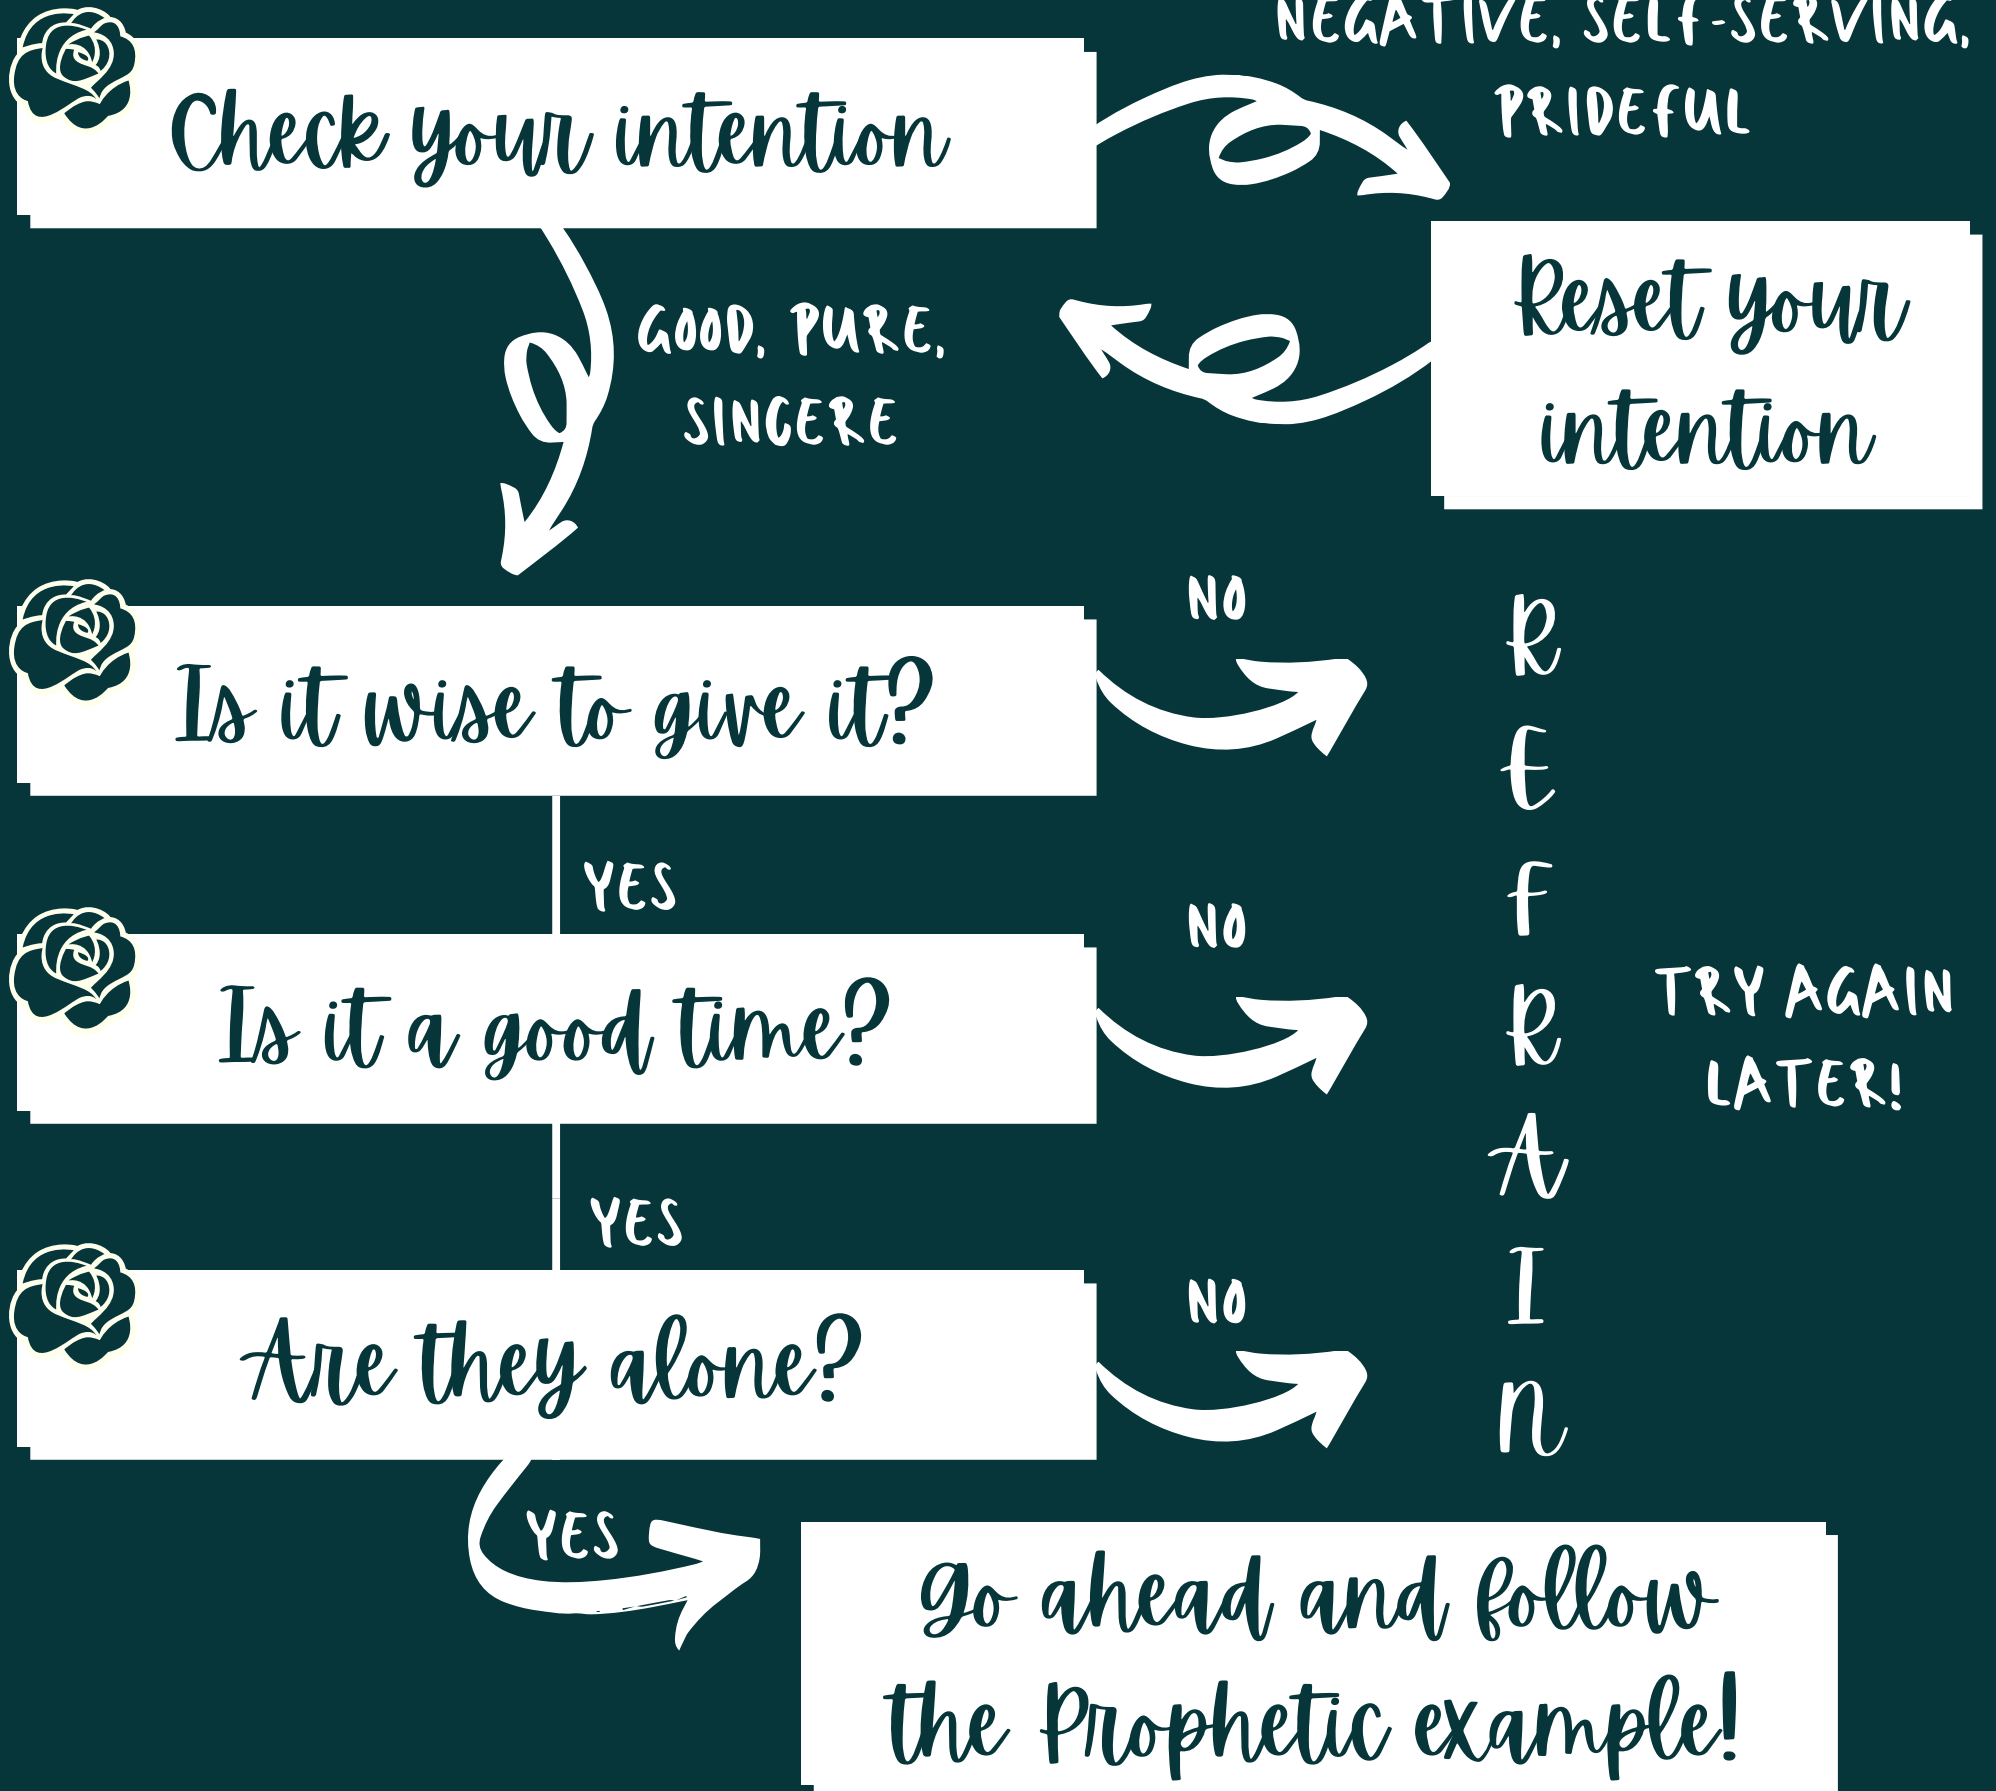 NEGATIVE, SELF-SERVING,
PRIDEFUL
Check your intention
Reset your
intention
GOOD, PURE,
SINCERE
Is it wise to give it?
NO
YES
Is it a good time?
NO
YES
Are they alone?
NO
REFRAIN
TRY AGAIN
LATER!
YES
Go ahead and follow
the Prophetic example!